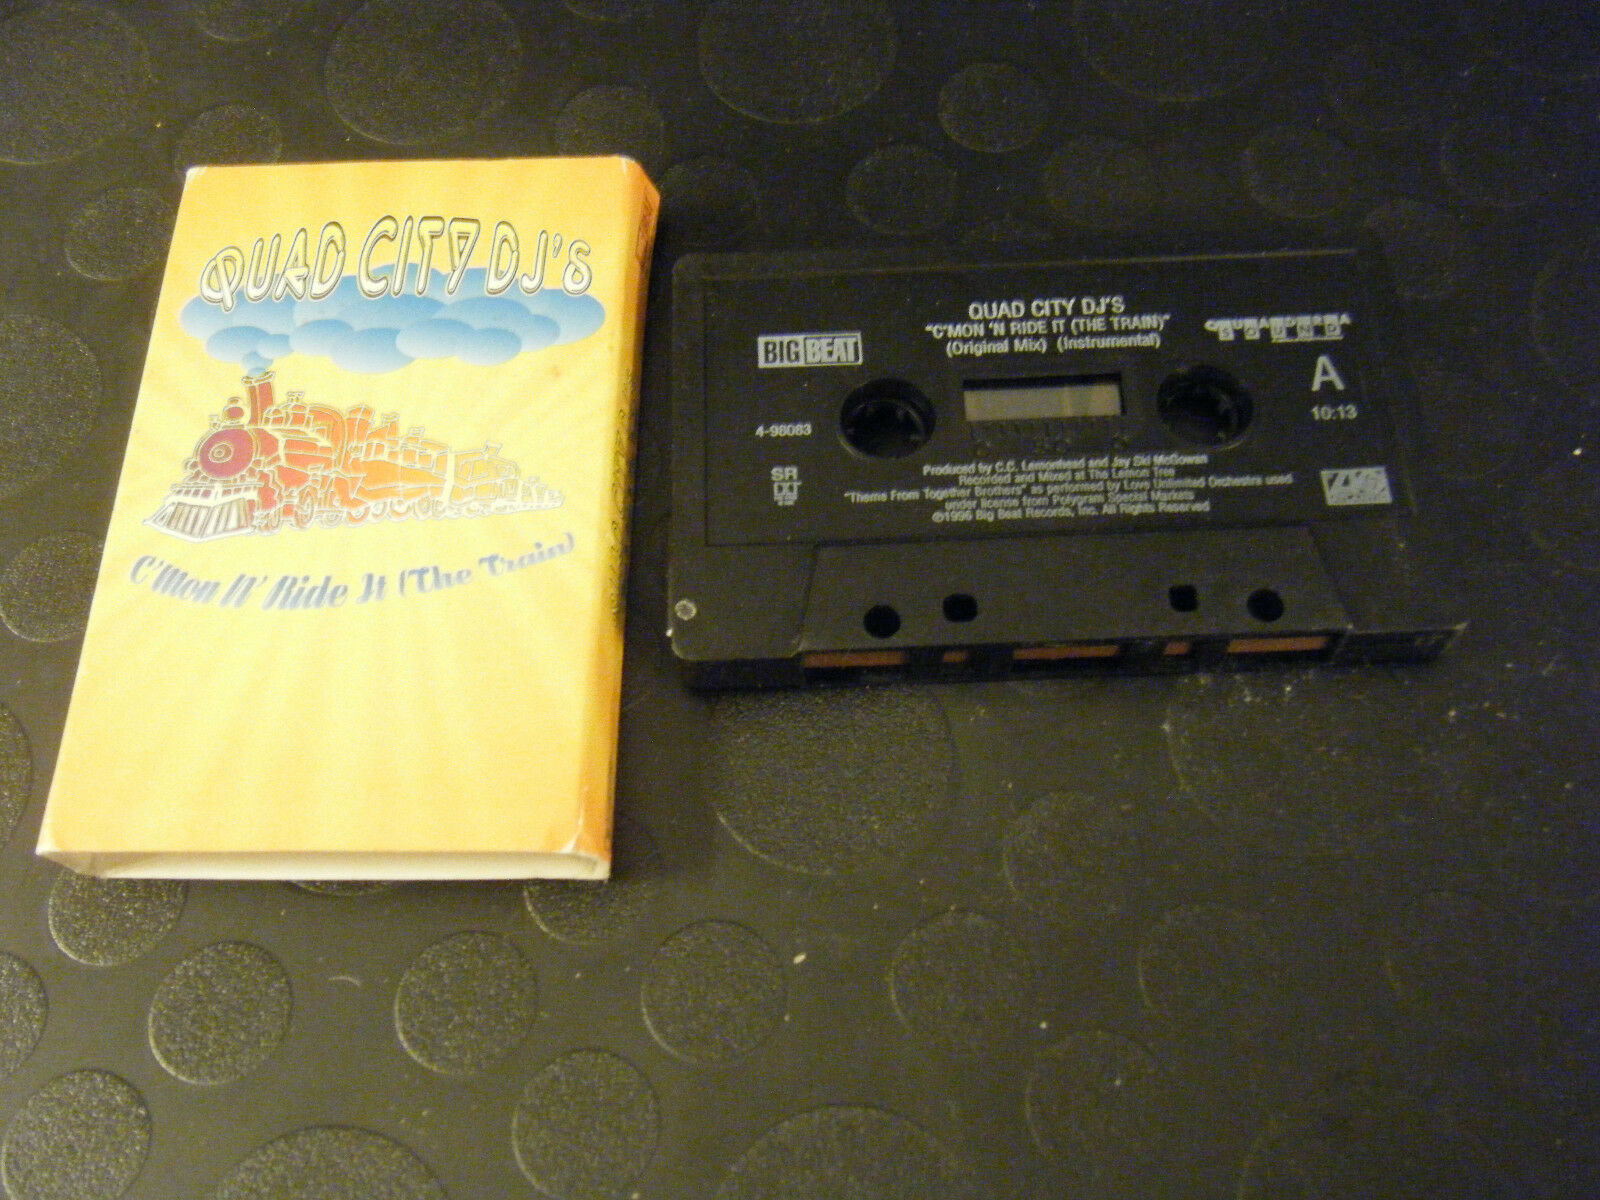 QUAD CITY DJ'S
C'Mon N' Ride It (The Train)
QUAD CITY DJ'S
"C'MON 'N RIDE IT (THE TRAIN)"
(Original Mix) (Instrumental)
BIG BEAT
QUADRASOUND
A
10:13
4-98083
SR
Produced by C.C. Lemonhead and Jay Ski McGowan
Recorded and Mixed at The Lemon Tree
"Theme From Together Brothers" as performed by Love Unlimited Orchestra used
under license from Polygram Special Markets
℗1996 Big Beat Records, Inc. All Rights Reserved